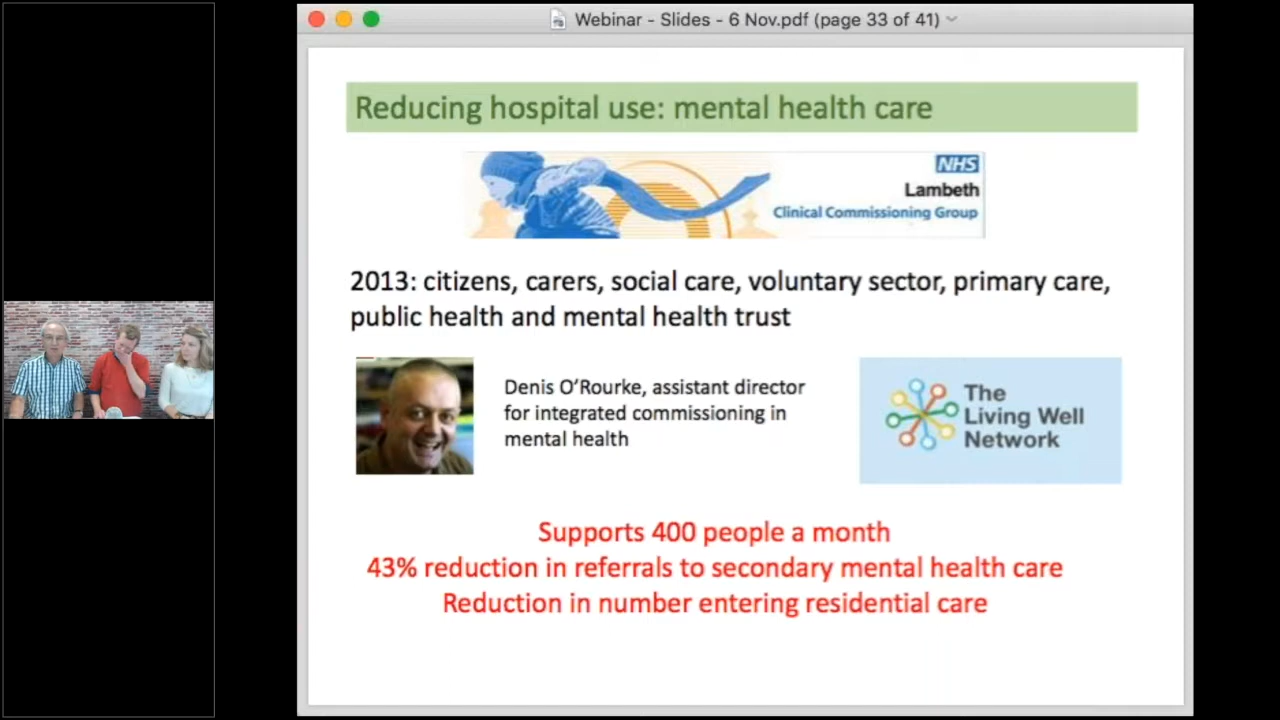 Webinar - Slides - 6 Nov.pdf (page 33 of 41)
Reducing hospital use: mental health care
NHS
Lambeth
Clinical Commissioning Group
2013: citizens, carers, social care, voluntary sector, primary care,
public health and mental health trust
Denis O'Rourke, assistant director
for integrated commissioning in
mental health
The
Living Well
Network
Supports 400 people a month
43% reduction in referrals to secondary mental health care
Reduction in number entering residential care